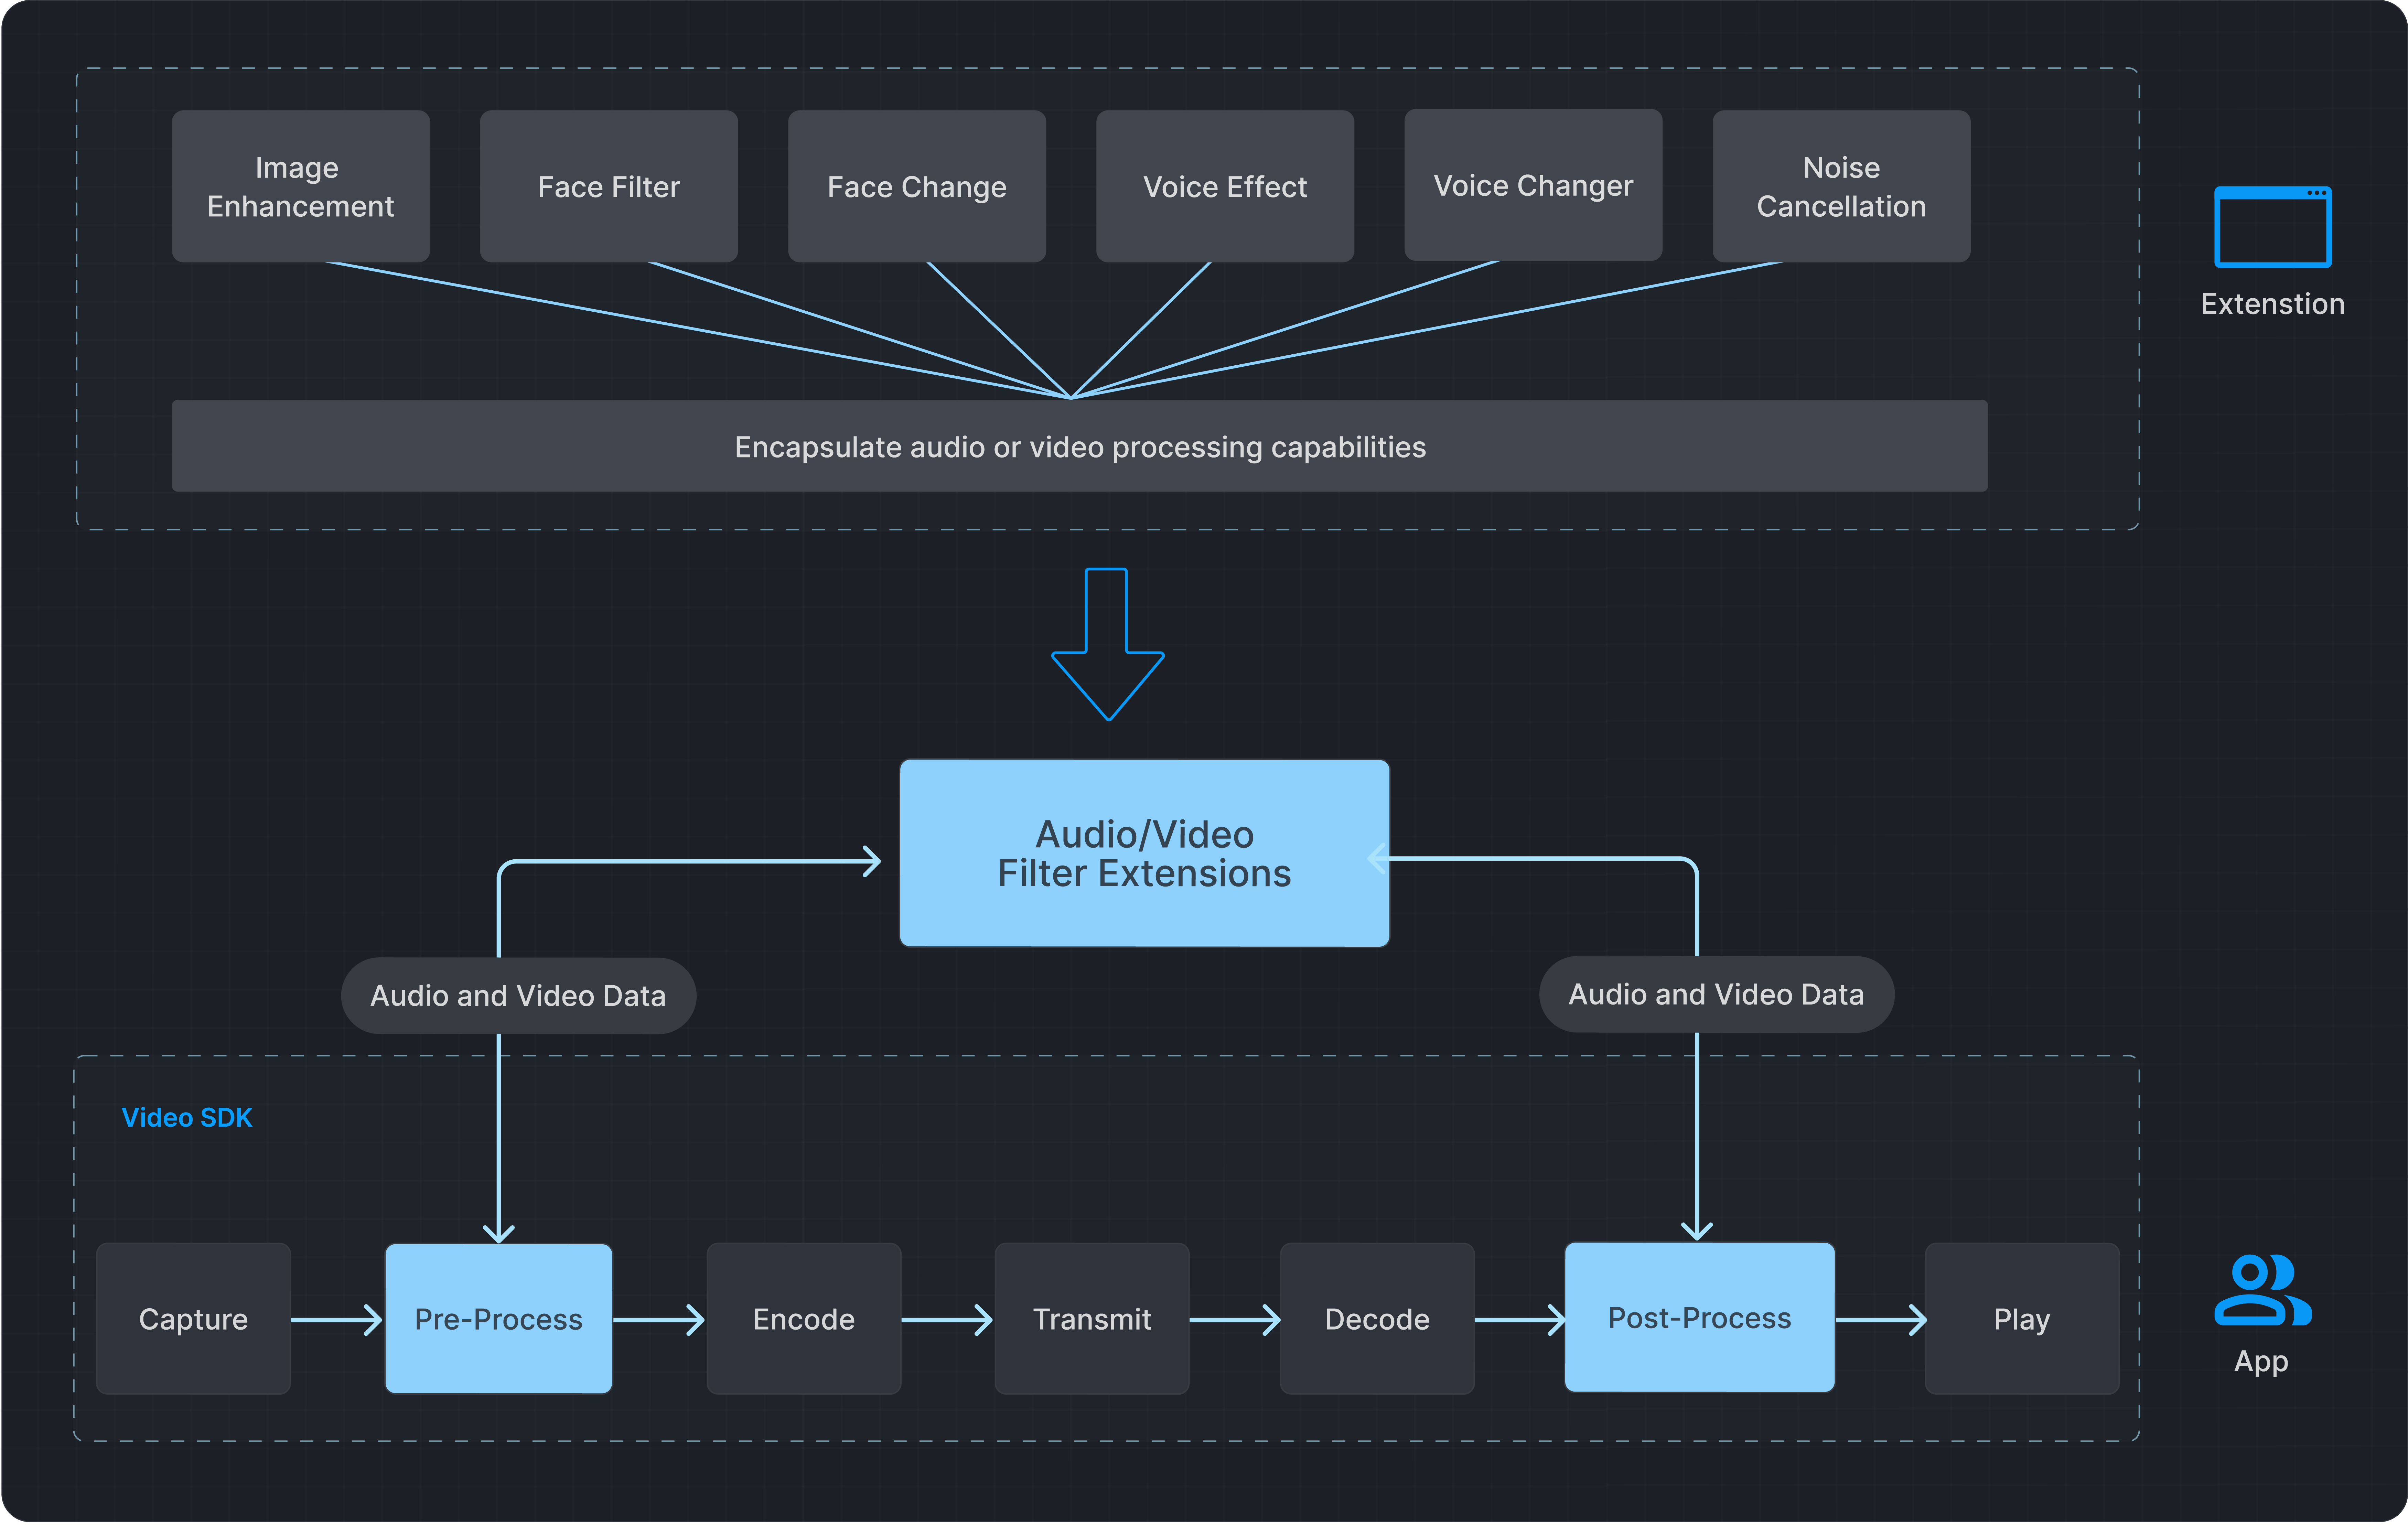 Image
Enhancement
Face Filter
Face Change
Voice Effect
Voice Changer
Noise
Cancellation
Extenstion
Encapsulate audio or video processing capabilities
Audio/Video
Filter Extensions
Audio and Video Data
Audio and Video Data
Video SDK
Capture
Pre-Process
Encode
Transmit
Decode
Post-Process
Play
App